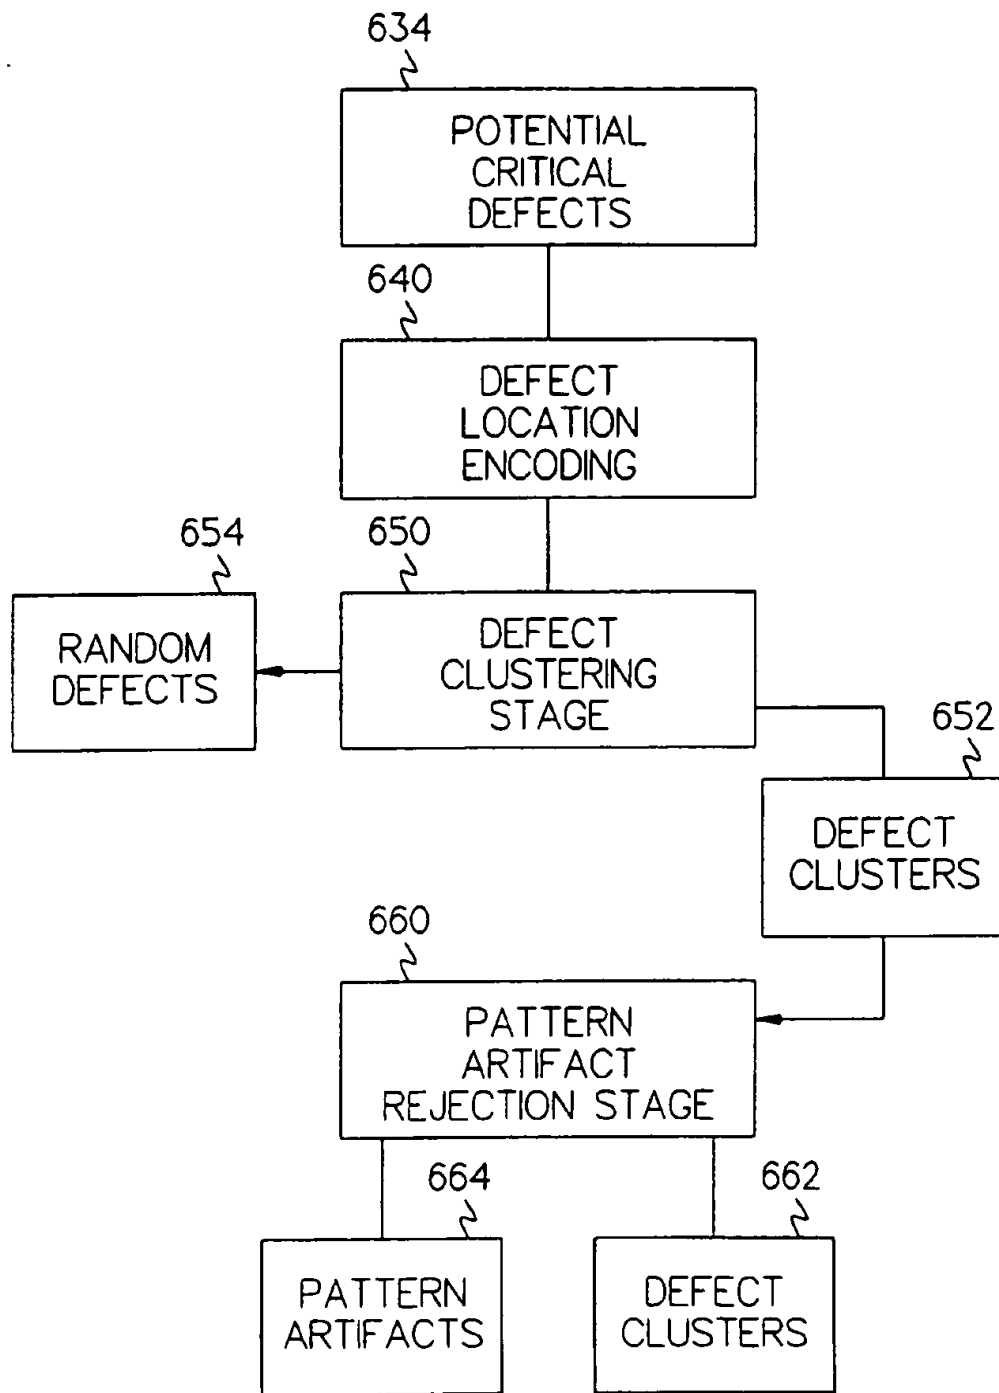 634
POTENTIAL
CRITICAL
DEFECTS
640
DEFECT
LOCATION
ENCODING
654
650
RANDOM
DEFECTS
DEFECT
CLUSTERING
STAGE
652
DEFECT
CLUSTERS
660
PATTERN
ARTIFACT
REJECTION STAGE
664
662
PATTERN
ARTIFACTS
DEFECT
CLUSTERS